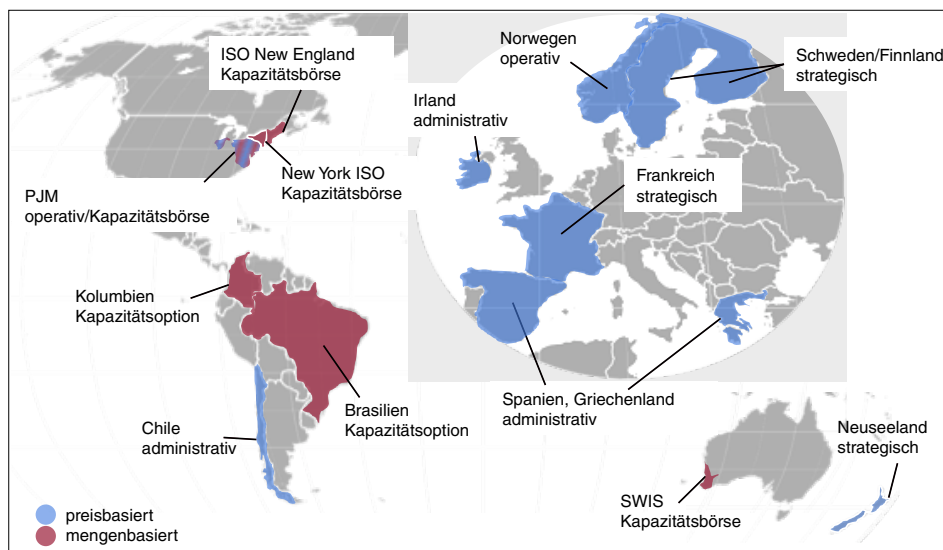 ISO New England
Kapazitätsbörse
New York ISO
Kapazitätsbörse
PJM
operativ/Kapazitätsbörse
Norwegen
operativ
Schweden/Finnland
strategisch
Irland
administrativ
Frankreich
strategisch
Kolumbien
Kapazitätsoption
Brasilien
Kapazitätsoption
Chile
administrativ
Spanien, Griechenland
administrativ
Neuseeland
strategisch
SWIS
Kapazitätsbörse
preisbasiert
mengenbasiert